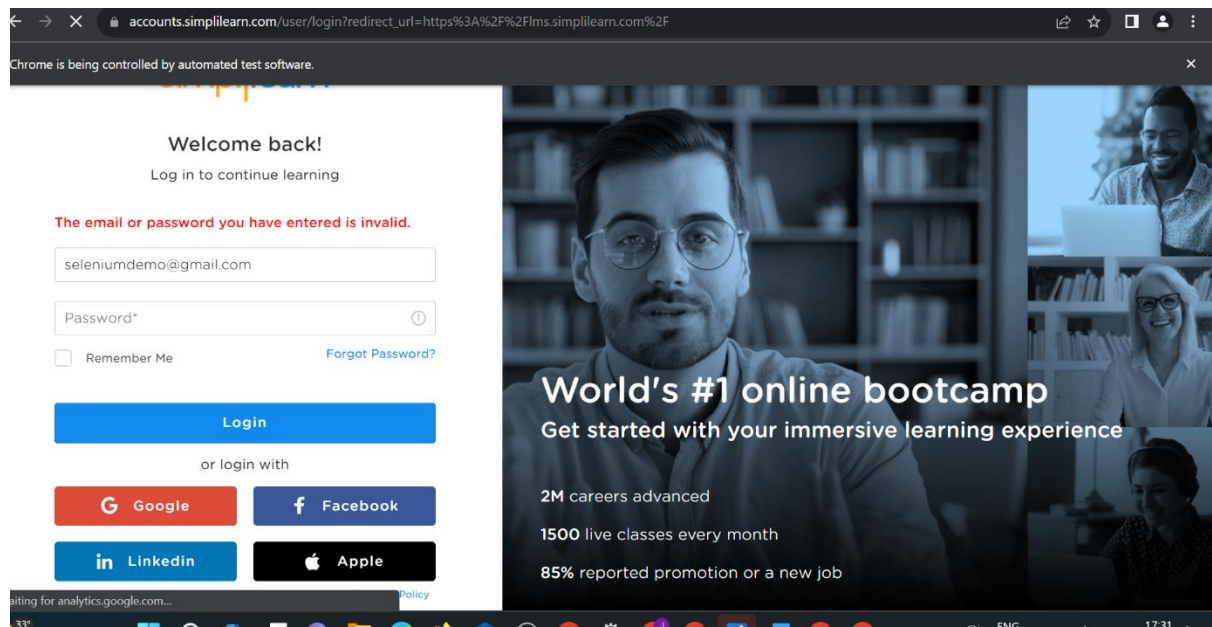 accounts.simplilearn.com/user/login?redirect_url=https%3A%2F%2Flms.simplilearn.com%2F
Chrome is being controlled by automated test software.
simplilearn
Welcome back!
Log in to continue learning
The email or password you have entered is invalid.
seleniumdemo@gmail.com
Password*
Remember Me
Forgot Password?
Login
or login with
G Google
f Facebook
in Linkedin
Apple
Policy
aiting for analytics.google.com...
World's #1 online bootcamp
Get started with your immersive learning experience
2M careers advanced
1500 live classes every month
85% reported promotion or a new job
33°
ENG
17:31